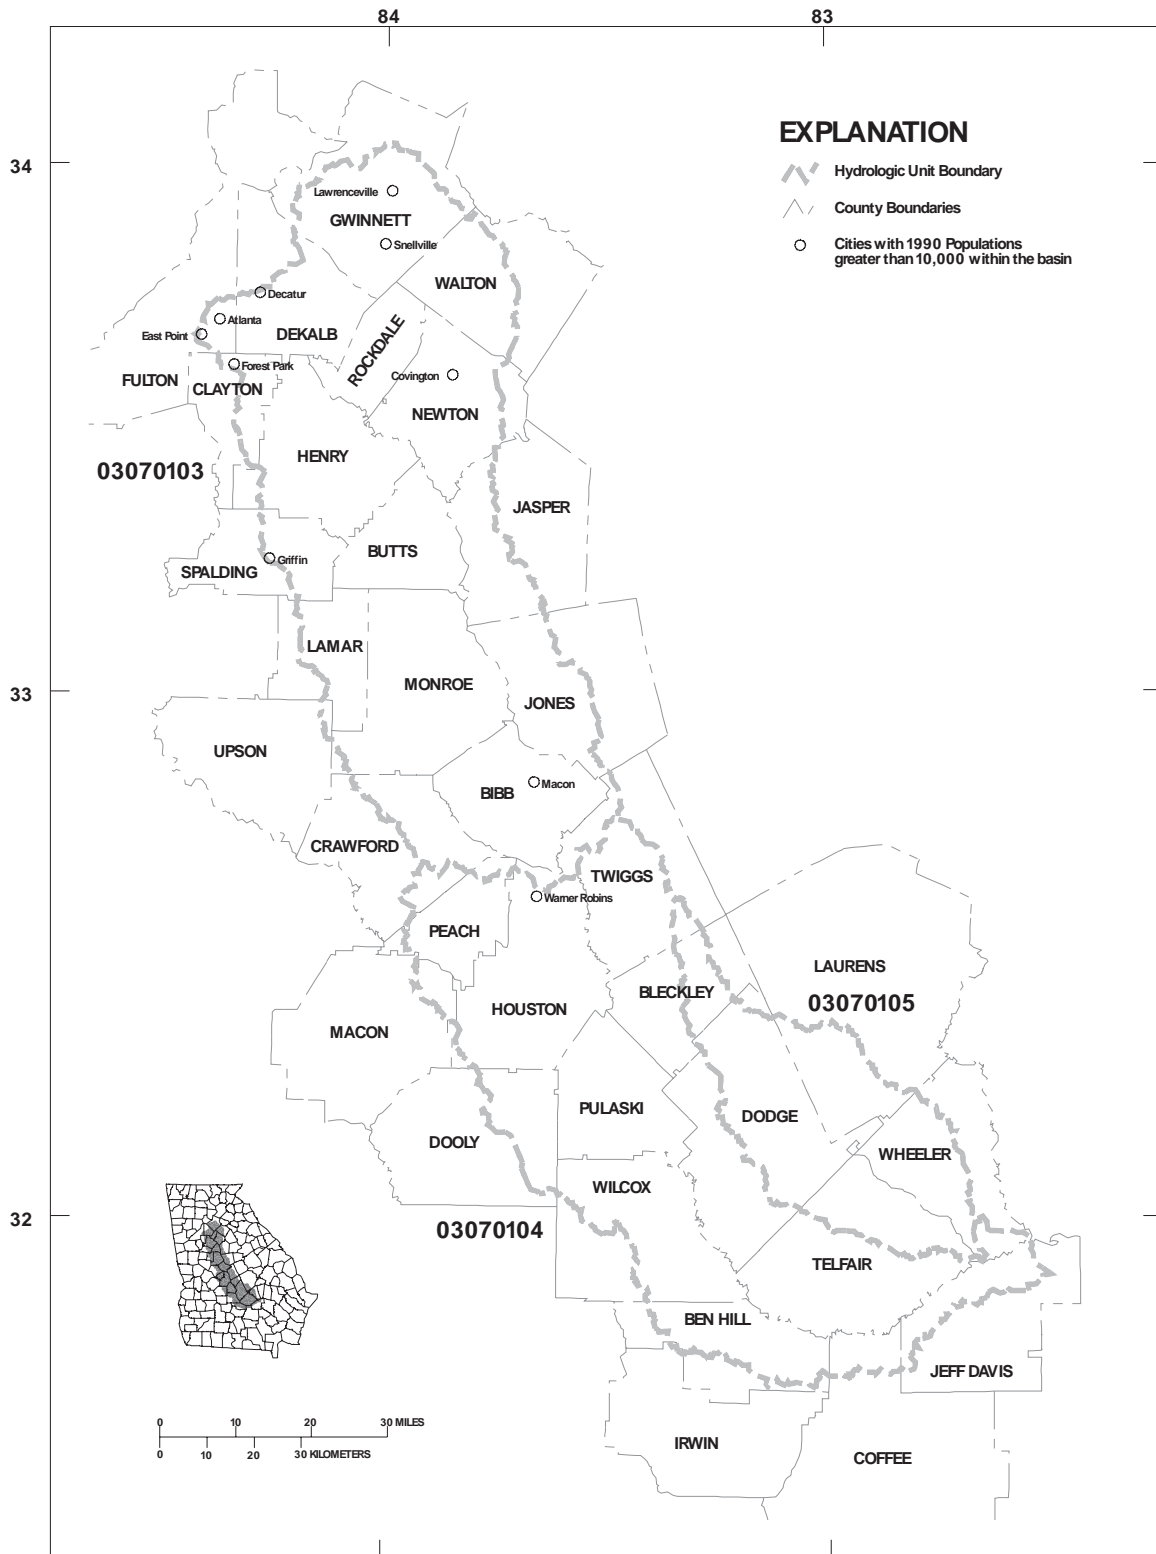 84
83
34
EXPLANATION
Hydrologic Unit Boundary
County Boundaries
Cities with 1990 Populations
greater than 10,000 within the basin
Lawrenceville
GWINNETT
Snellville
WALTON
Decatur
Atlanta
East Point
DEKALB
ROCKDALE
Forest Park
FULTON
CLAYTON
Covington
NEWTON
HENRY
03070103
JASPER
BUTTS
Griffin
SPALDING
LAMAR
33
MONROE
JONES
UPSON
Macon
BIBB
CRAWFORD
TWIGGS
Warner Robins
PEACH
LAURENS
BLECKLEY
03070105
HOUSTON
MACON
PULASKI
DODGE
DOOLY
WHEELER
WILCOX
32
03070104
TELFAIR
BEN HILL
JEFF DAVIS
0
10
20
30 MILES
0
10
20
30 KILOMETERS
IRWIN
COFFEE